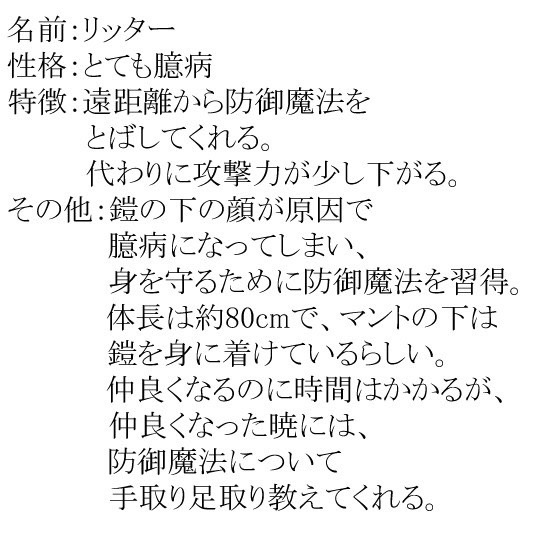 名前：リッター
性格：とても臆病
特徴：遠距離から防御魔法を
とばしてくれる。
代わりに攻撃力が少し下がる。
その他：鎧の下の顔が原因で
臆病になってしまい、
身を守るために防御魔法を習得。
体長は約80cmで、マントの下は
鎧を身に着けているらしい。
仲良くなるのに時間はかかるが、
仲良くなった暁には、
防御魔法について
手取り足取り教えてくれる。